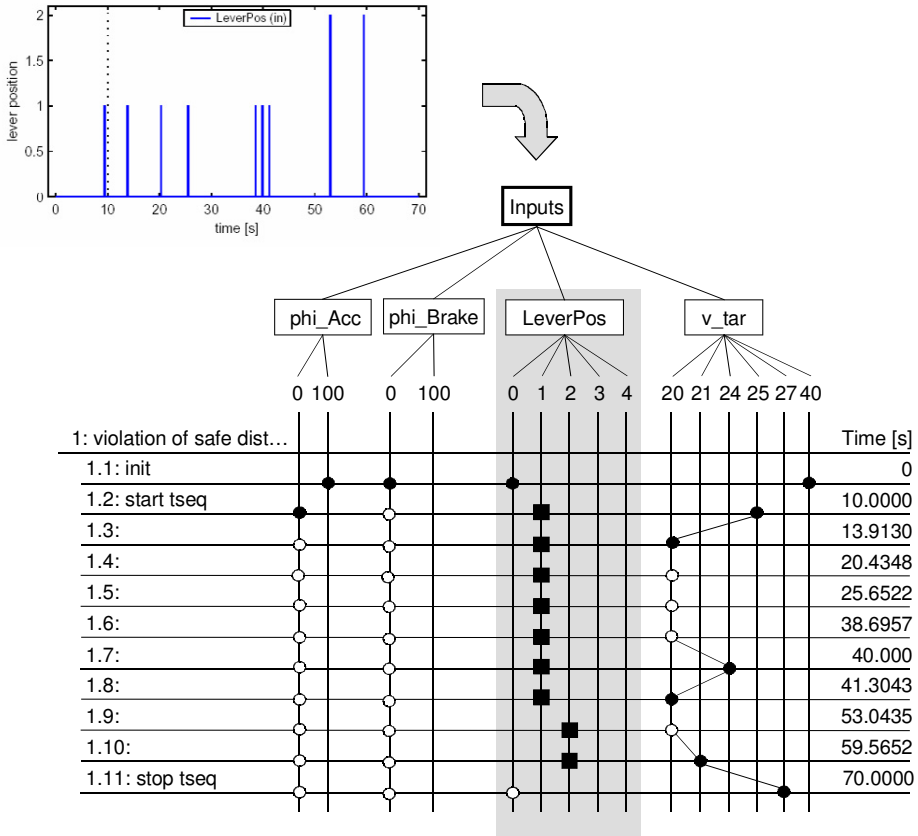 LeverPos (in)
lever position
2
1.5
1
0.5
0
0 10 20 30 40 50 60 70
time [s]
Inputs
phi_Acc phi_Brake LeverPos v_tar
0 100 0 100 0 1 2 3 4 20 21 24 25 27 40
1: violation of safe dist… Time [s]
1.1: init 0
1.2: start tseq 10.0000
1.3: 13.9130
1.4: 20.4348
1.5: 25.6522
1.6: 38.6957
1.7: 40.000
1.8: 41.3043
1.9: 53.0435
1.10: 59.5652
1.11: stop tseq 70.0000